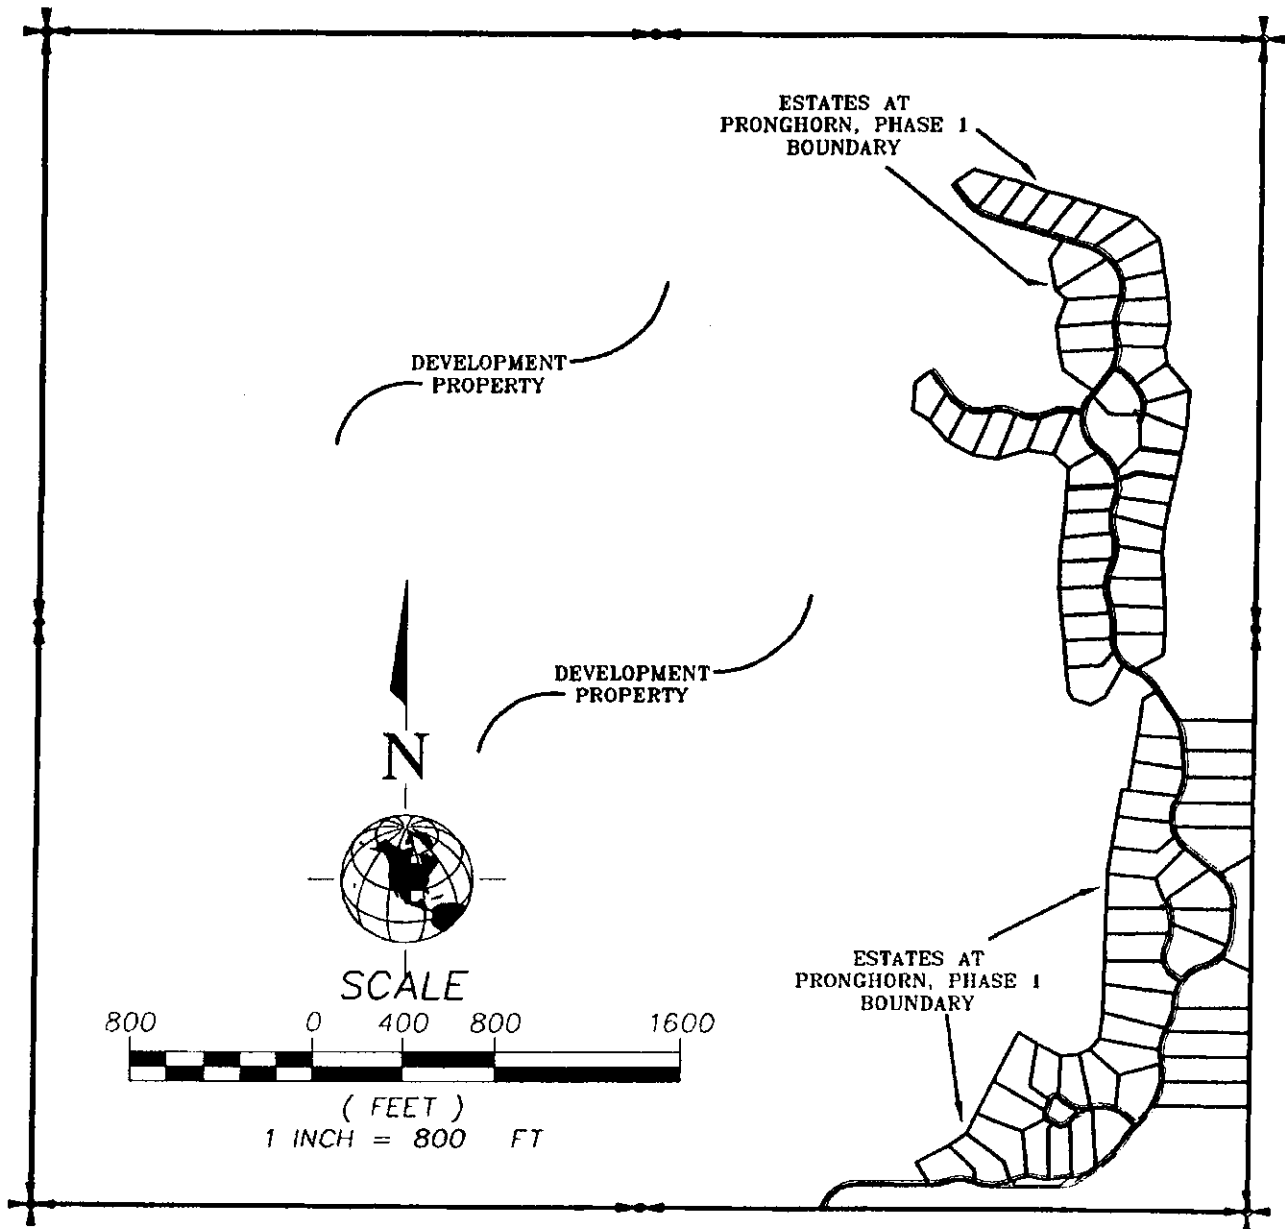 ESTATES AT
PRONGHORN, PHASE 1
BOUNDARY
DEVELOPMENT
PROPERTY
DEVELOPMENT
PROPERTY
N
ESTATES AT
PRONGHORN, PHASE 1
BOUNDARY
SCALE
800 0 400 800 1600
( FEET )
1 INCH = 800 FT